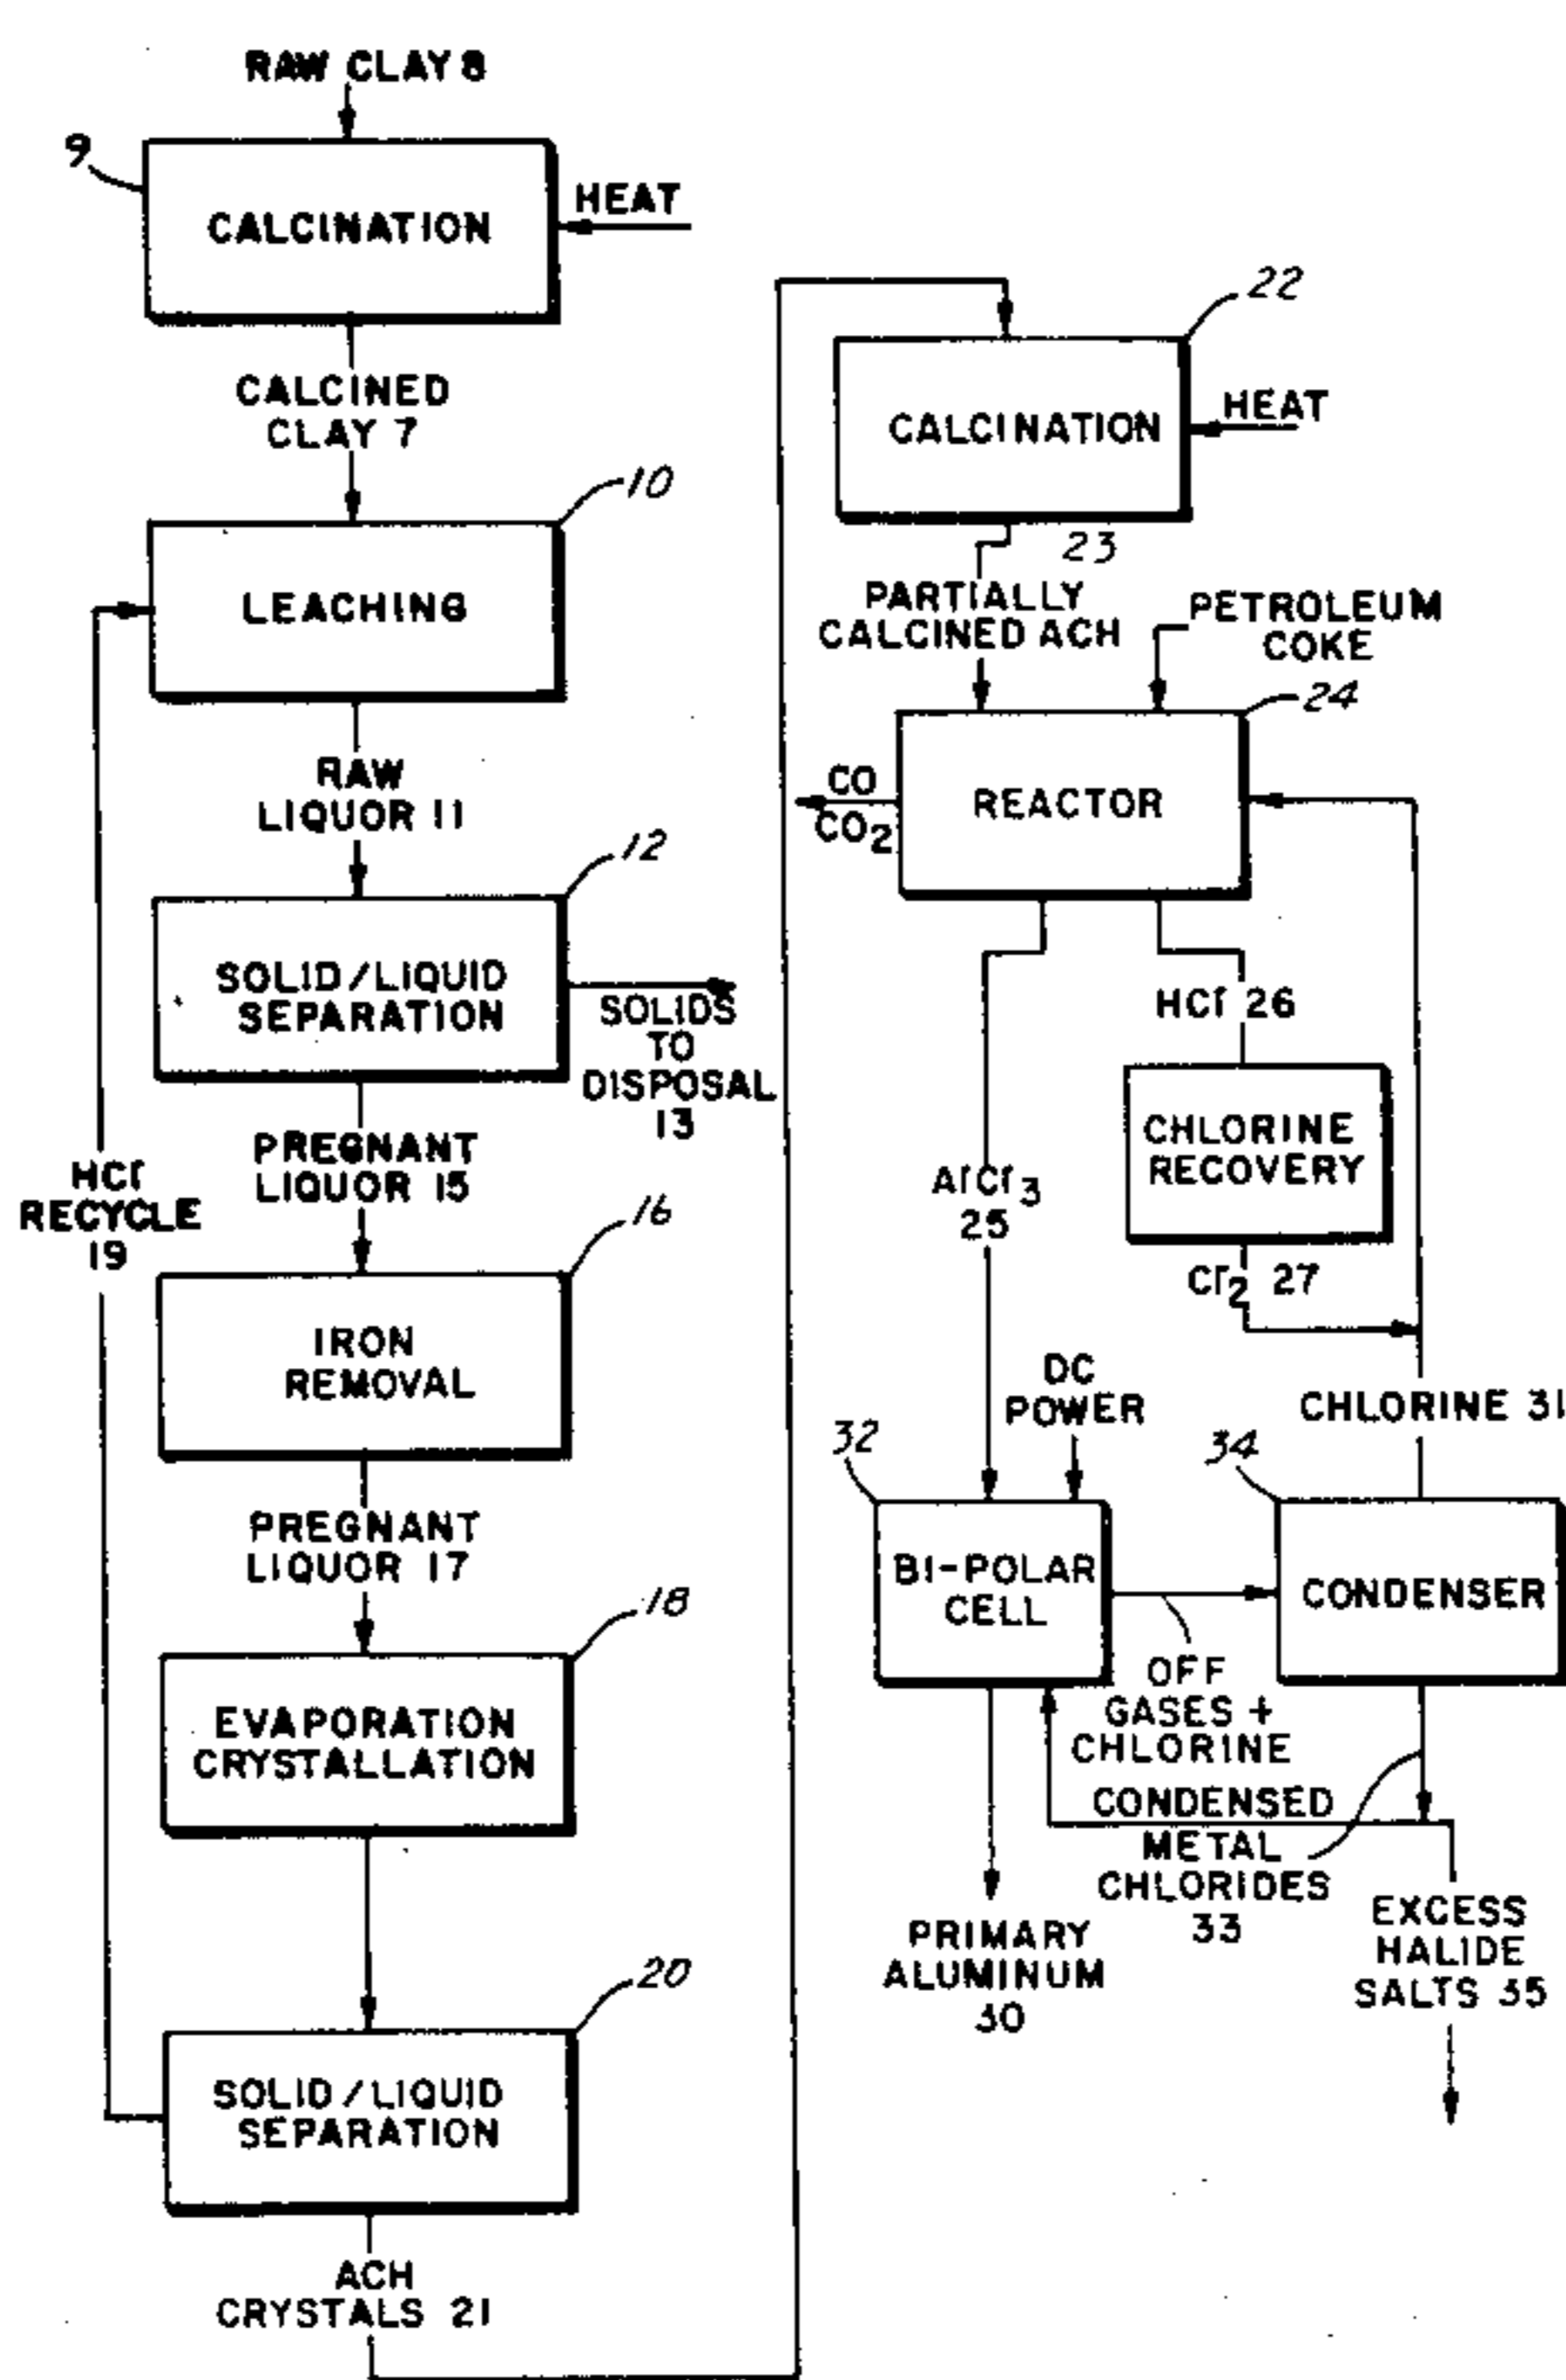 RAW CLAY 8
9
CALCINATION
HEAT
CALCINED
CLAY 7
10
LEACHING
RAW
LIQUOR 11
12
SOLID/LIQUID
SEPARATION
SOLIDS
TO
DISPOSAL
13
PREGNANT
LIQUOR 15
HCl
RECYCLE
19
16
IRON
REMOVAL
PREGNANT
LIQUOR 17
18
EVAPORATION
CRYSTALLATION
20
SOLID/LIQUID
SEPARATION
ACH
CRYSTALS 21
22
CALCINATION
HEAT
23
PARTIALLY
CALCINED ACH
PETROLEUM
COKE
24
CO
CO2
REACTOR
HCl 26
CHLORINE
RECOVERY
AlCl3
25
Cl2 27
DC
POWER
CHLORINE 31
32
34
BI-POLAR
CELL
CONDENSER
OFF
GASES +
CHLORINE
CONDENSED
METAL
CHLORIDES
33
PRIMARY
ALUMINUM
30
EXCESS
HALIDE
SALTS 35